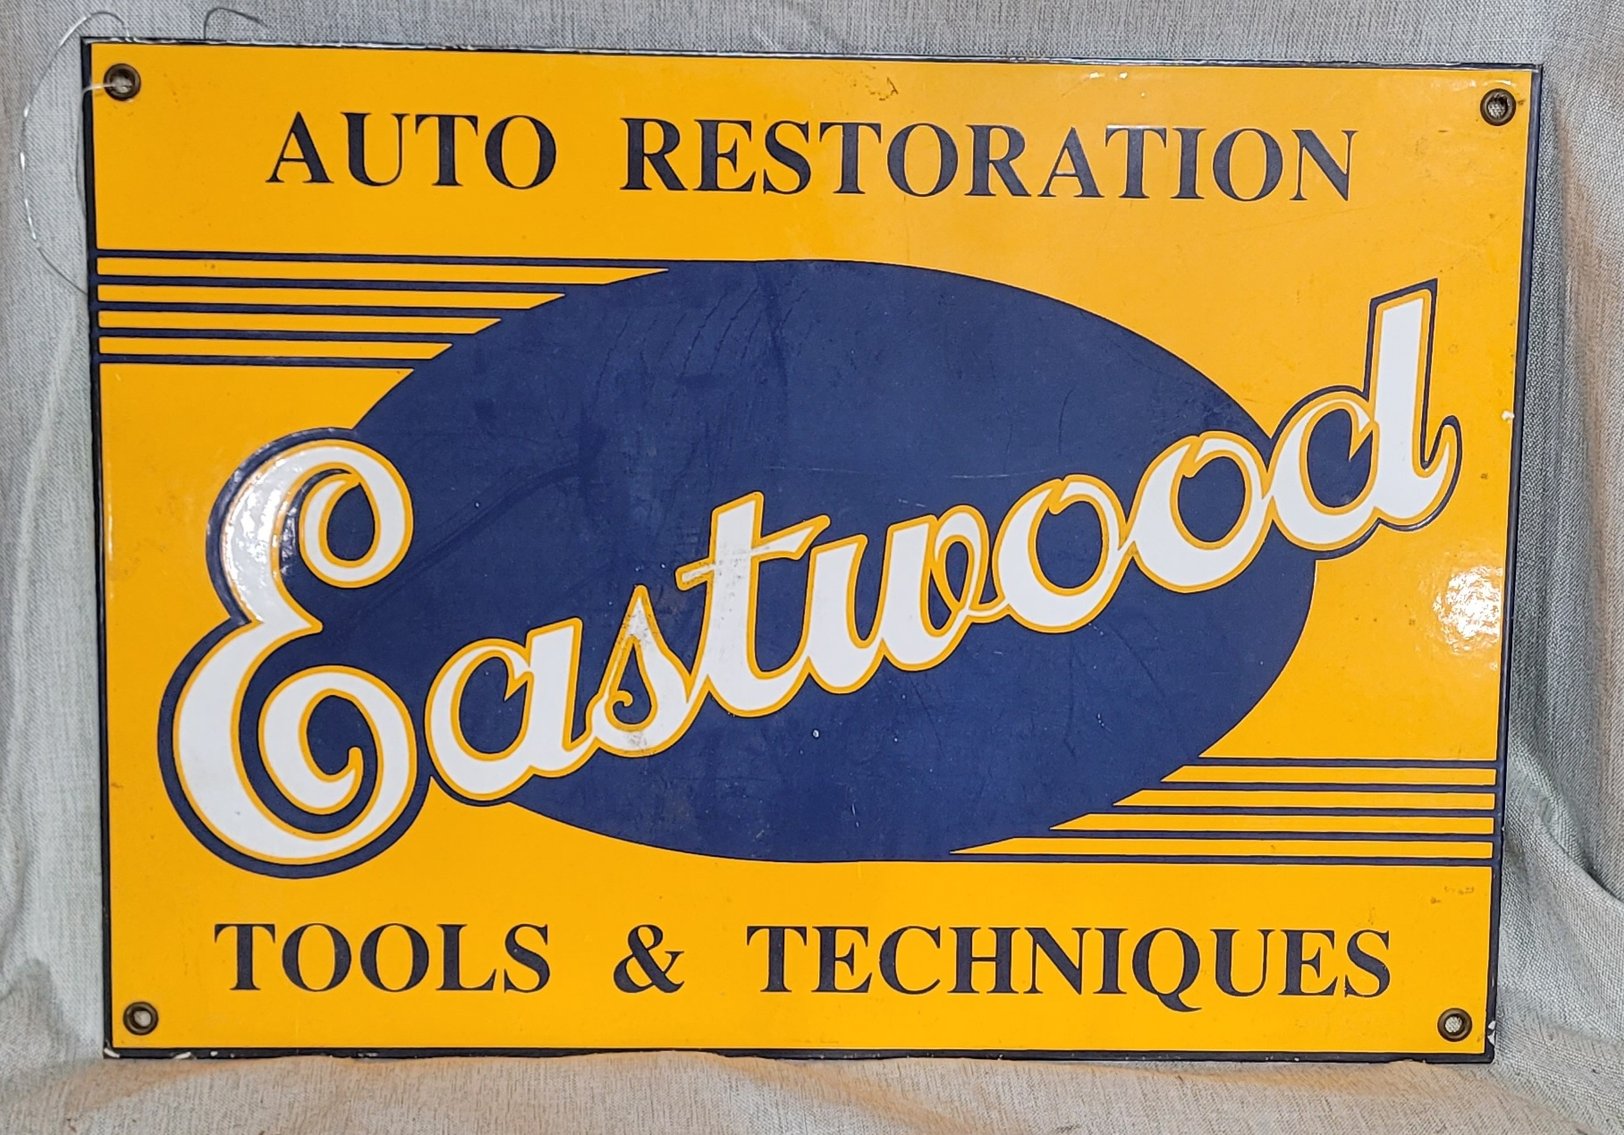 AUTO RESTORATION
Eastwood
TOOLS & TECHNIQUES